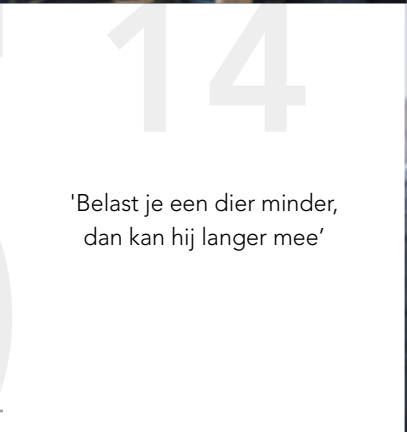 14
'Belast je een dier minder,
dan kan hij langer mee’